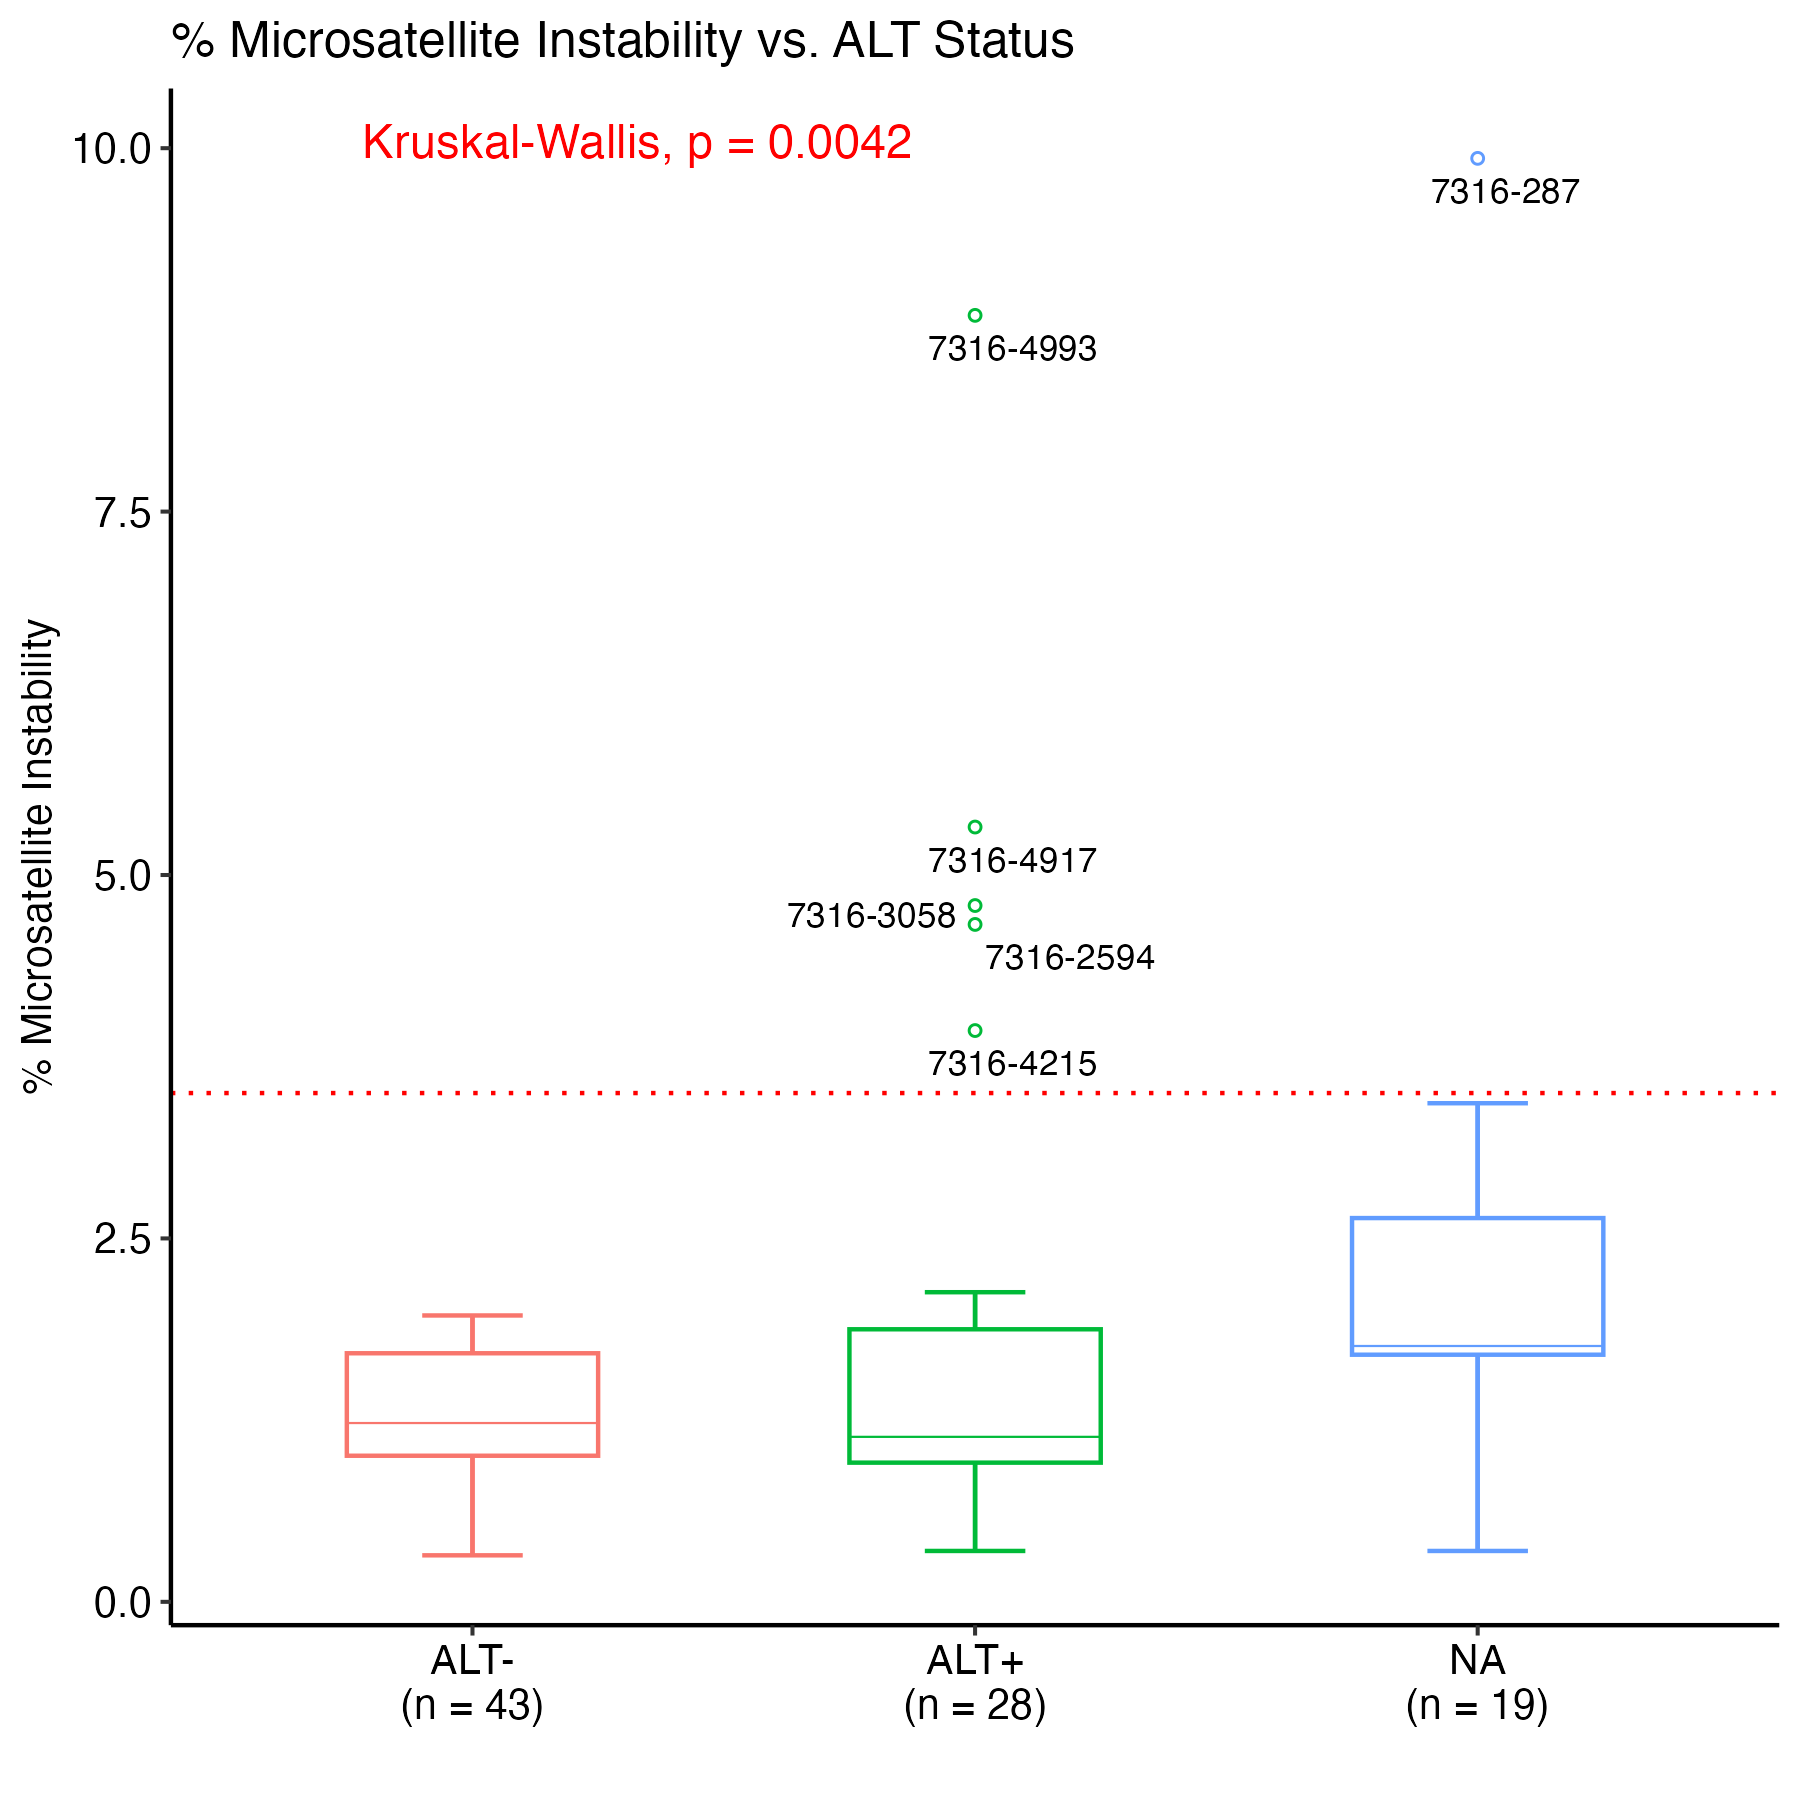 % Microsatellite Instability vs. ALT Status
Kruskal-Wallis, p = 0.0042
% Microsatellite Instability
10.0
7.5
5.0
2.5
0.0
7316-287
7316-4993
7316-4917
7316-3058
7316-2594
7316-4215
ALT-
(n = 43)
ALT+
(n = 28)
NA
(n = 19)